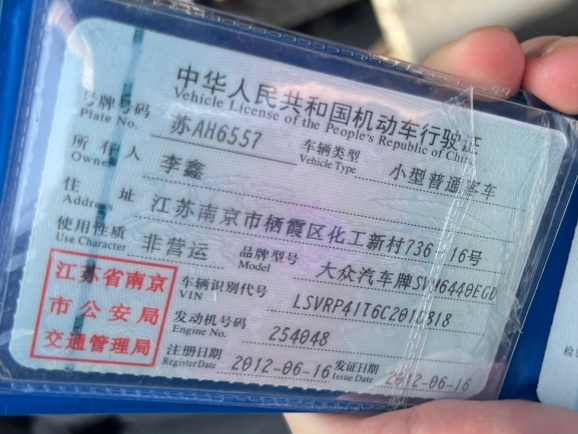 中华人民共和国机动车行驶证
Vehicle License of the People's Republic of China
号牌号码 Plate No. 苏AH6557 车辆类型 Vehicle Type 小型普通客车
所有人 Owner 李鑫
住址 Address 江苏南京市栖霞区化工新村736 16号
使用性质 Use Character 非营运 品牌型号 Model 大众汽车牌SVW6440EGD
江苏省南京
市公安局
交通管理局
车辆识别代号 VIN
发动机号码 Engine No. 254048
注册日期 Register Date 2012-06-16 发证日期 Issue Date 2012-06-16